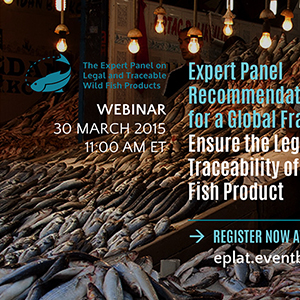 The Expert Panel on
Legal and Traceable
Wild Fish Products
WEBINAR
30 MARCH 2015
11:00 AM ET
Expert Panel
Recommendat
for a Global Fra
Ensure the Leg
Traceability of
Fish Product
REGISTER NOW A
eplat.eventb